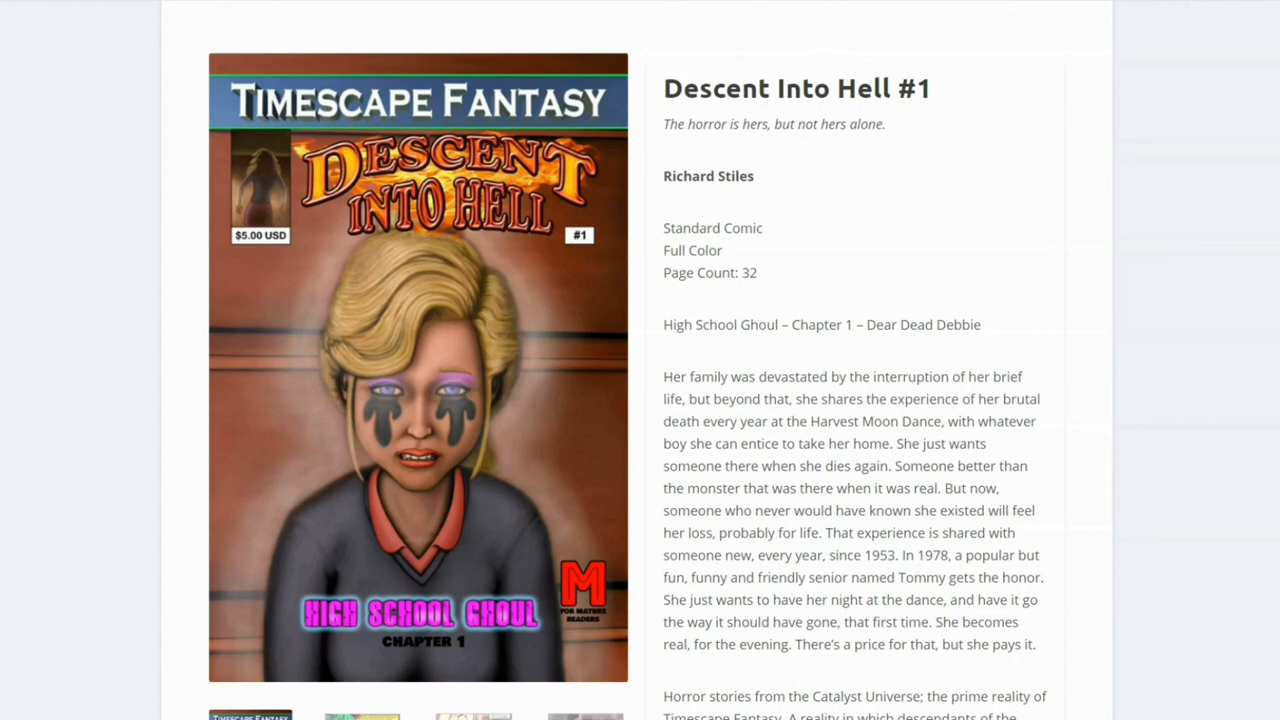 TIMESCAPE FANTASY
DESCENT
INTO HELL
$5.00 USD
#1
HIGH SCHOOL GHOUL
CHAPTER 1
M
FOR MATURE
READERS
TIMESCAPE FANTASY
Descent Into Hell #1
The horror is hers, but not hers alone.
Richard Stiles
Standard Comic
Full Color
Page Count: 32
High School Ghoul – Chapter 1 – Dear Dead Debbie
Her family was devastated by the interruption of her brief
life, but beyond that, she shares the experience of her brutal
death every year at the Harvest Moon Dance, with whatever
boy she can entice to take her home. She just wants
someone there when she dies again. Someone better than
the monster that was there when it was real. But now,
someone who never would have known she existed will feel
her loss, probably for life. That experience is shared with
someone new, every year, since 1953. In 1978, a popular but
fun, funny and friendly senior named Tommy gets the honor.
She just wants to have her night at the dance, and have it go
the way it should have gone, that first time. She becomes
real, for the evening. There’s a price for that, but she pays it.
Horror stories from the Catalyst Universe; the prime reality of
Timescape Fantasy. A reality in which descendants of the